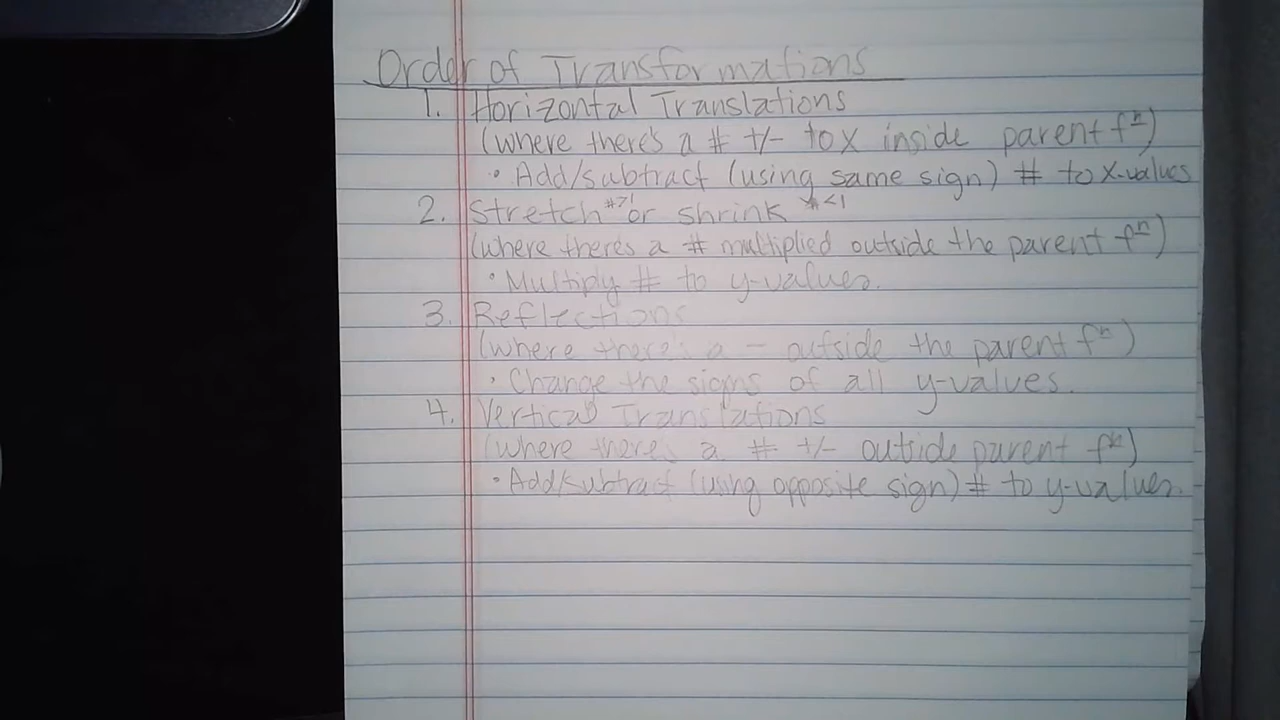 Order of Transformations
1. Horizontal Translations
(where there's a # +/- to x inside parent fⁿ)
• Add/subtract (using same sign) # to x-values
2. Stretch #>1 or shrink #<1
(where there's a # multiplied outside the parent fⁿ)
• Multiply # to y-values.
3. Reflections
(where there's a - outside the parent fⁿ)
• Change the signs of all y-values.
4. Vertical Translations
(where there's a # +/- outside parent fⁿ)
• Add/subtract (using opposite sign) # to y-values.